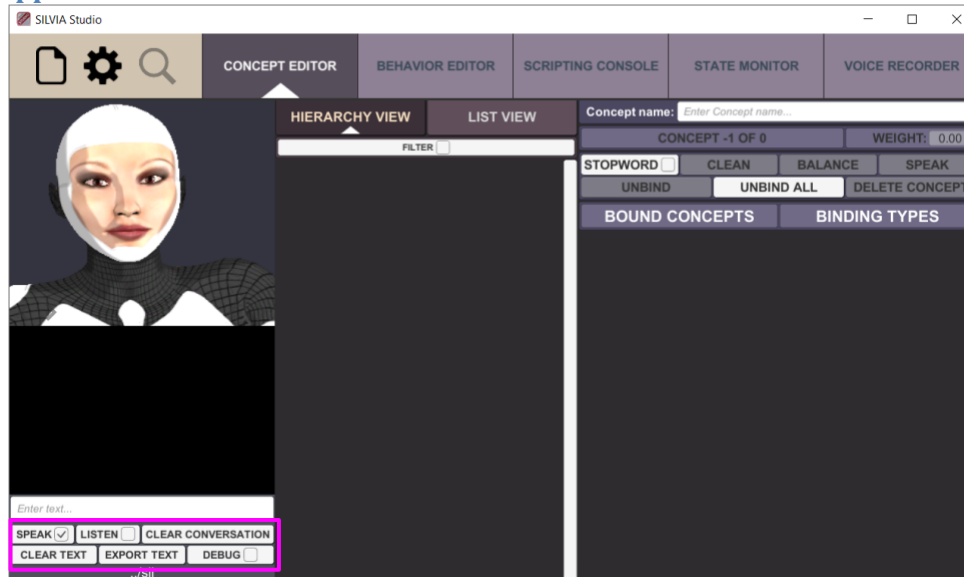 SILVIA Studio
CONCEPT EDITOR
BEHAVIOR EDITOR
SCRIPTING CONSOLE
STATE MONITOR
VOICE RECORDER
HIERARCHY VIEW
LIST VIEW
FILTER
Concept name: Enter Concept name...
CONCEPT -1 OF 0
WEIGHT: 0.00
STOPWORD
CLEAN
BALANCE
SPEAK
UNBIND
UNBIND ALL
DELETE CONCEPT
BOUND CONCEPTS
BINDING TYPES
Enter text...
SPEAK
LISTEN
CLEAR CONVERSATION
CLEAR TEXT
EXPORT TEXT
DEBUG